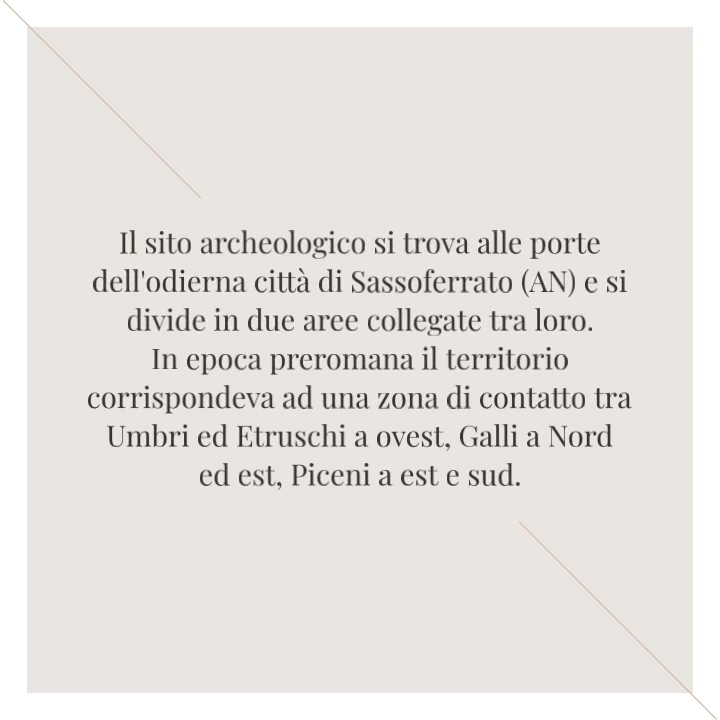 Il sito archeologico si trova alle porte
dell'odierna città di Sassoferrato (AN) e si
divide in due aree collegate tra loro.
In epoca preromana il territorio
corrispondeva ad una zona di contatto tra
Umbri ed Etruschi a ovest, Galli a Nord
ed est, Piceni a est e sud.